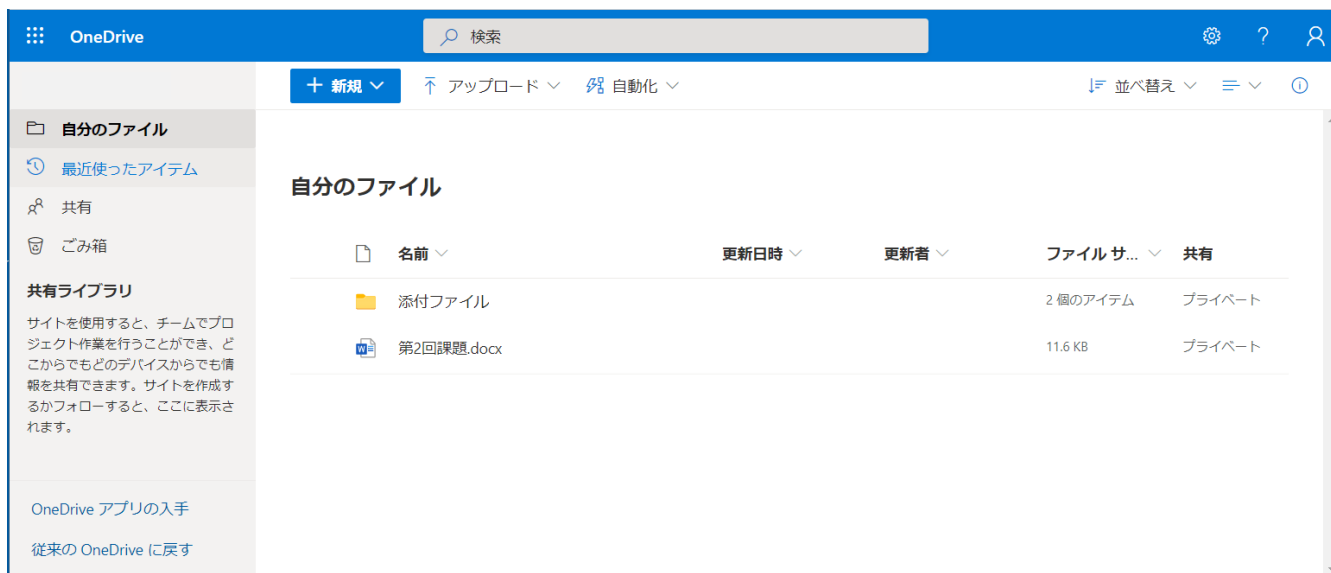 OneDrive
検索
新規
アップロード
自動化
並べ替え
自分のファイル
最近使ったアイテム
共有
ごみ箱
共有ライブラリ
サイトを使用すると、チームでプロ
ジェクト作業を行うことができ、ど
こからでもどのデバイスからでも情
報を共有できます。サイトを作成す
るかフォローすると、ここに表示さ
れます。
OneDrive アプリの入手
従来の OneDrive に戻す
自分のファイル
名前 更新日時 更新者 ファイル サ... 共有
添付ファイル 2 個のアイテム プライベート
第2回課題.docx 11.6 KB プライベート